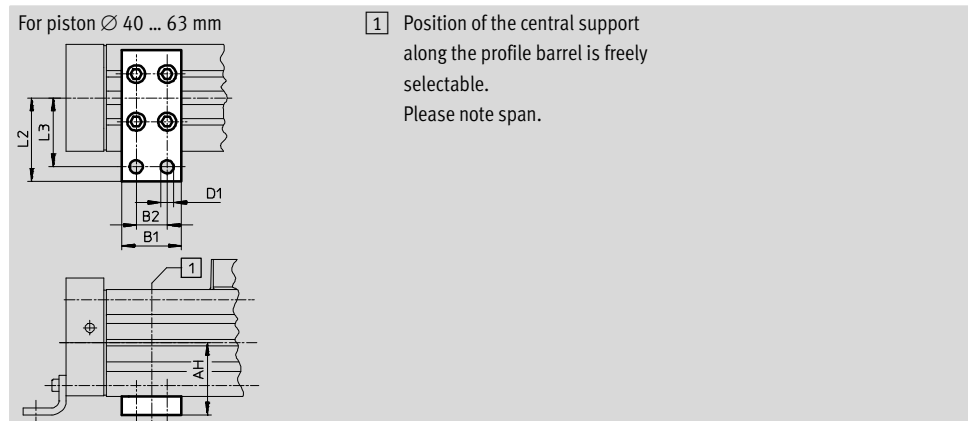 For piston ∅ 40 ... 63 mm
1 Position of the central support
along the profile barrel is freely
selectable.
Please note span.
L2
L3
D1
B2
B1
1
AH